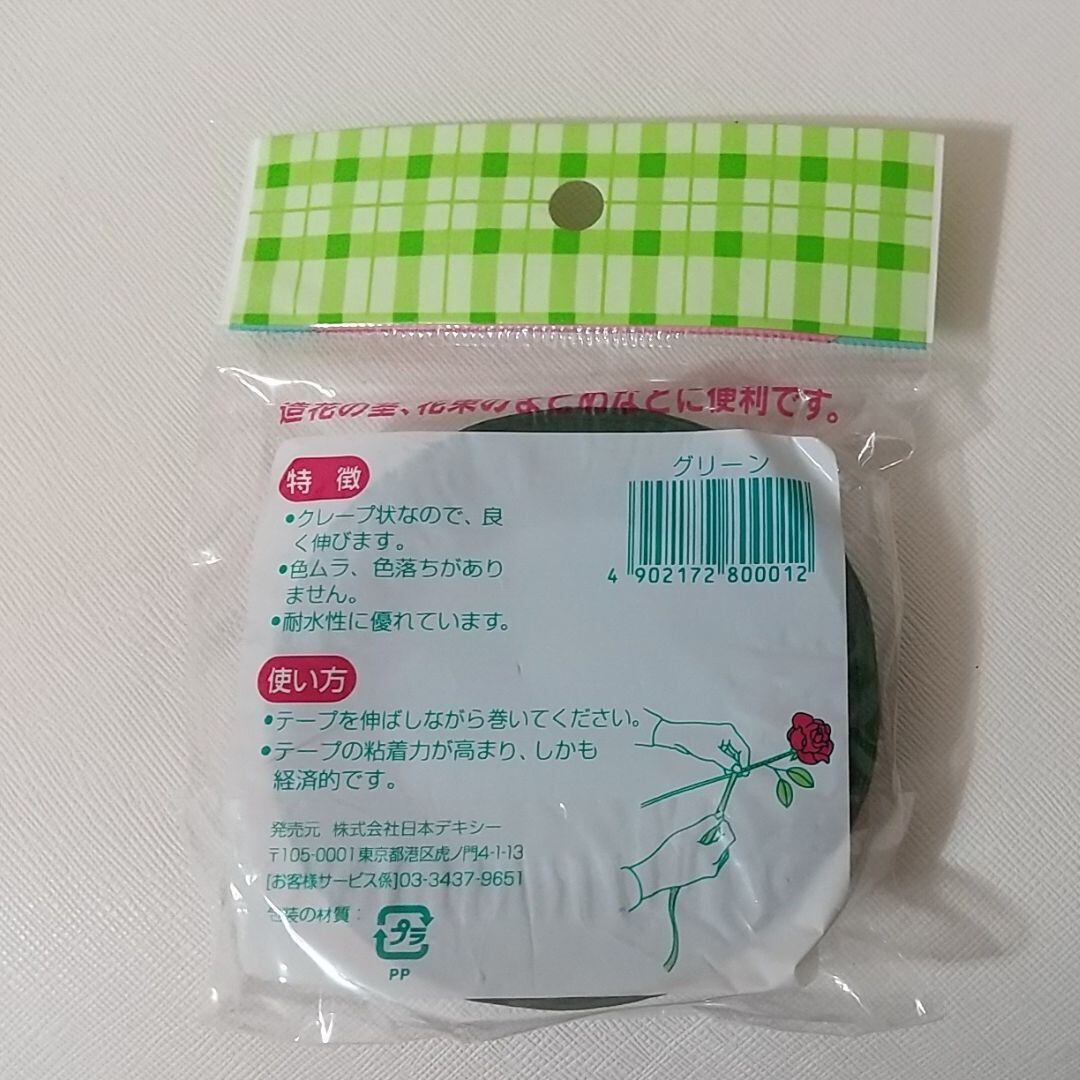 造花の茎、花束のまとめなどに便利です。
特 徴
•クレープ状なので、良
く伸びます。
•色ムラ、色落ちがあり
ません。
•耐水性に優れています。
グリーン
4 902172 800012
使い方
•テープを伸ばしながら巻いてください。
•テープの粘着力が高まり、しかも
経済的です。
発売元 株式会社日本デキシー
〒105-0001東京都港区虎ノ門4-1-13
[お客様サービス係]03-3437-9651
包装の材質:
プラ
PP